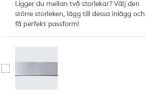 Ligger du mellan två storlekar? Välj den
större storleken, lägg till dessa inlägg och
få perfekt passform!